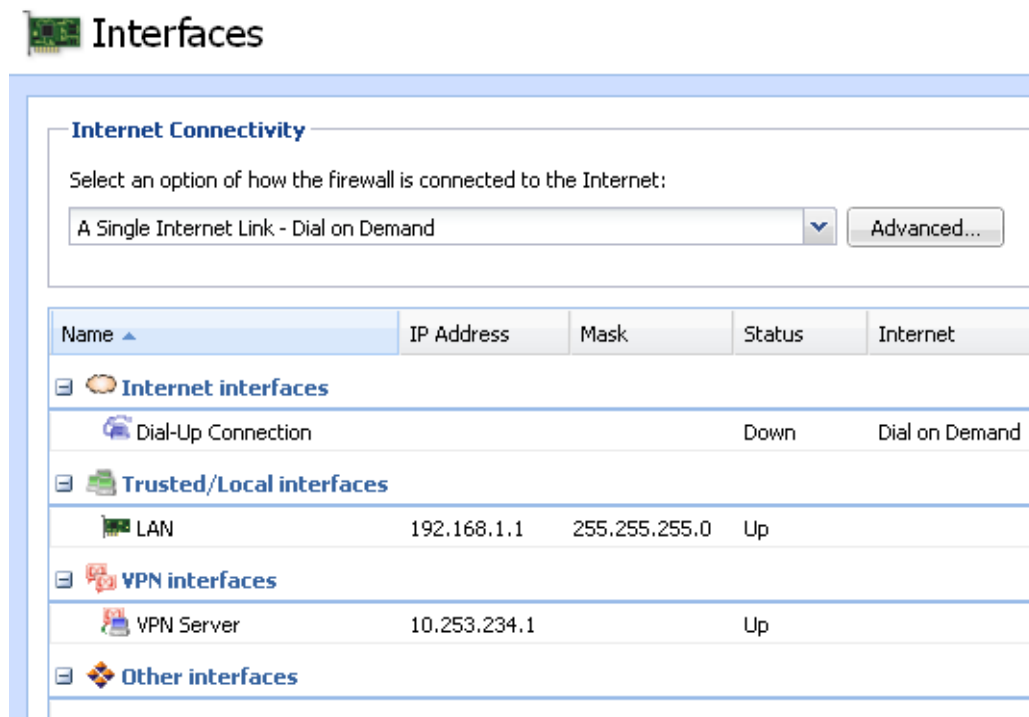 Interfaces
Internet Connectivity
Select an option of how the firewall is connected to the Internet:
A Single Internet Link - Dial on Demand Advanced...
Name IP Address Mask Status Internet
Internet interfaces
Dial-Up Connection Down Dial on Demand
Trusted/Local interfaces
LAN 192.168.1.1 255.255.255.0 Up
VPN interfaces
VPN Server 10.253.234.1 Up
Other interfaces